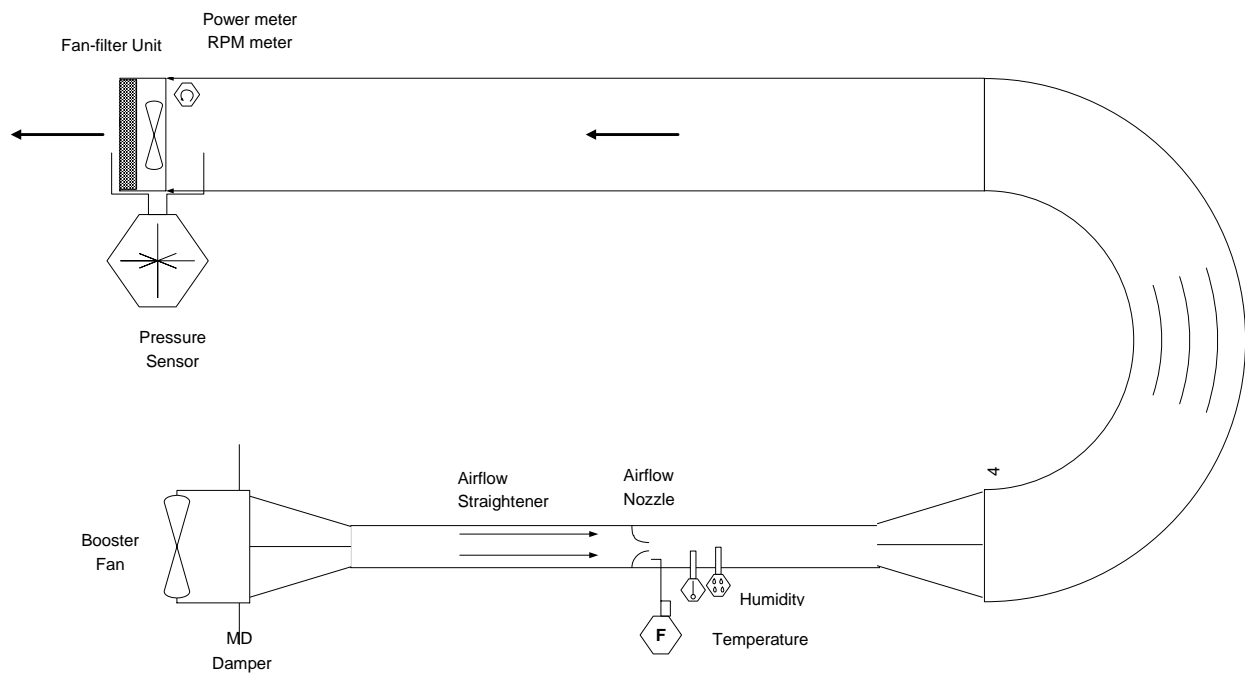 Power meter
RPM meter
Fan-filter Unit
Pressure
Sensor
4
Airflow
Straightener
Airflow
Nozzle
Booster
Fan
Humidity
F
Temperature
MD
Damper